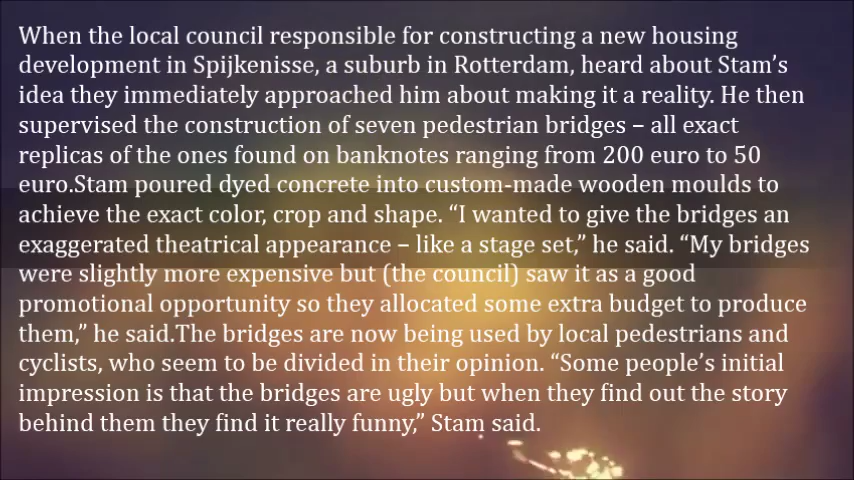 When the local council responsible for constructing a new housing
development in Spijkenisse, a suburb in Rotterdam, heard about Stam’s
idea they immediately approached him about making it a reality. He then
supervised the construction of seven pedestrian bridges – all exact
replicas of the ones found on banknotes ranging from 200 euro to 50
euro.Stam poured dyed concrete into custom-made wooden moulds to
achieve the exact color, crop and shape. “I wanted to give the bridges an
exaggerated theatrical appearance – like a stage set,” he said. “My bridges
were slightly more expensive but (the council) saw it as a good
promotional opportunity so they allocated some extra budget to produce
them,” he said.The bridges are now being used by local pedestrians and
cyclists, who seem to be divided in their opinion. “Some people’s initial
impression is that the bridges are ugly but when they find out the story
behind them they find it really funny,” Stam said.